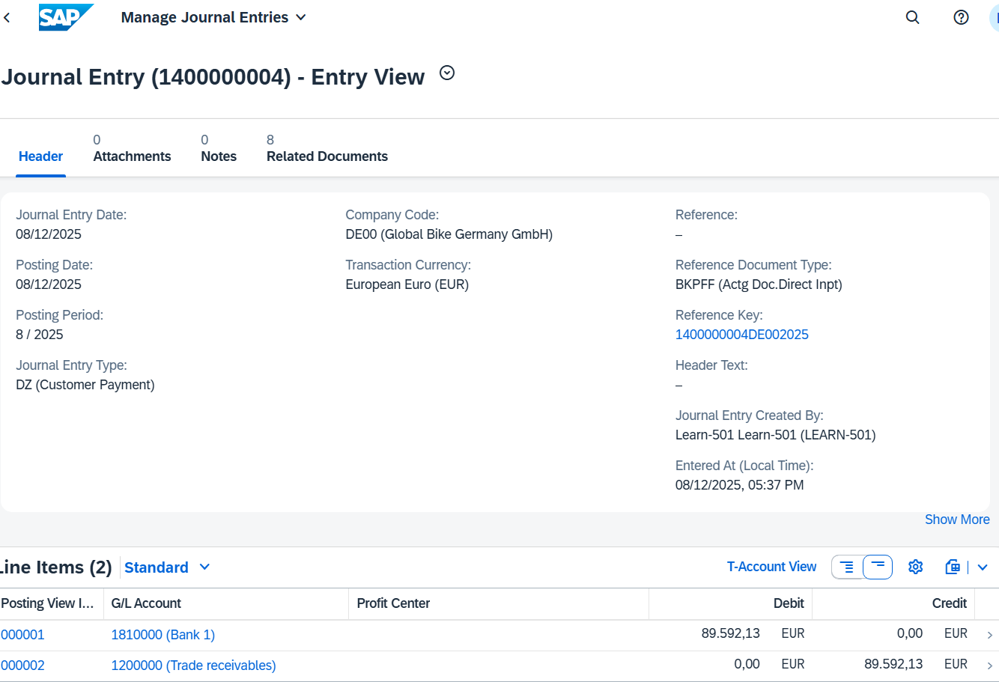 SAP Manage Journal Entries
Journal Entry (1400000004) - Entry View
0 0 8
Header Attachments Notes Related Documents
Journal Entry Date: Company Code: Reference:
08/12/2025 DE00 (Global Bike Germany GmbH) –
Posting Date: Transaction Currency: Reference Document Type:
08/12/2025 European Euro (EUR) BKPFF (Actg Doc.Direct Inpt)
Posting Period: Reference Key:
8 / 2025 1400000004DE002025
Journal Entry Type: Header Text:
DZ (Customer Payment) –
Journal Entry Created By:
Learn-501 Learn-501 (LEARN-501)
Entered At (Local Time):
08/12/2025, 05:37 PM
Show More
Line Items (2) Standard T-Account View
Posting View I... G/L Account Profit Center Debit Credit
000001 1810000 (Bank 1) 89.592,13 EUR 0,00 EUR
000002 1200000 (Trade receivables) 0,00 EUR 89.592,13 EUR